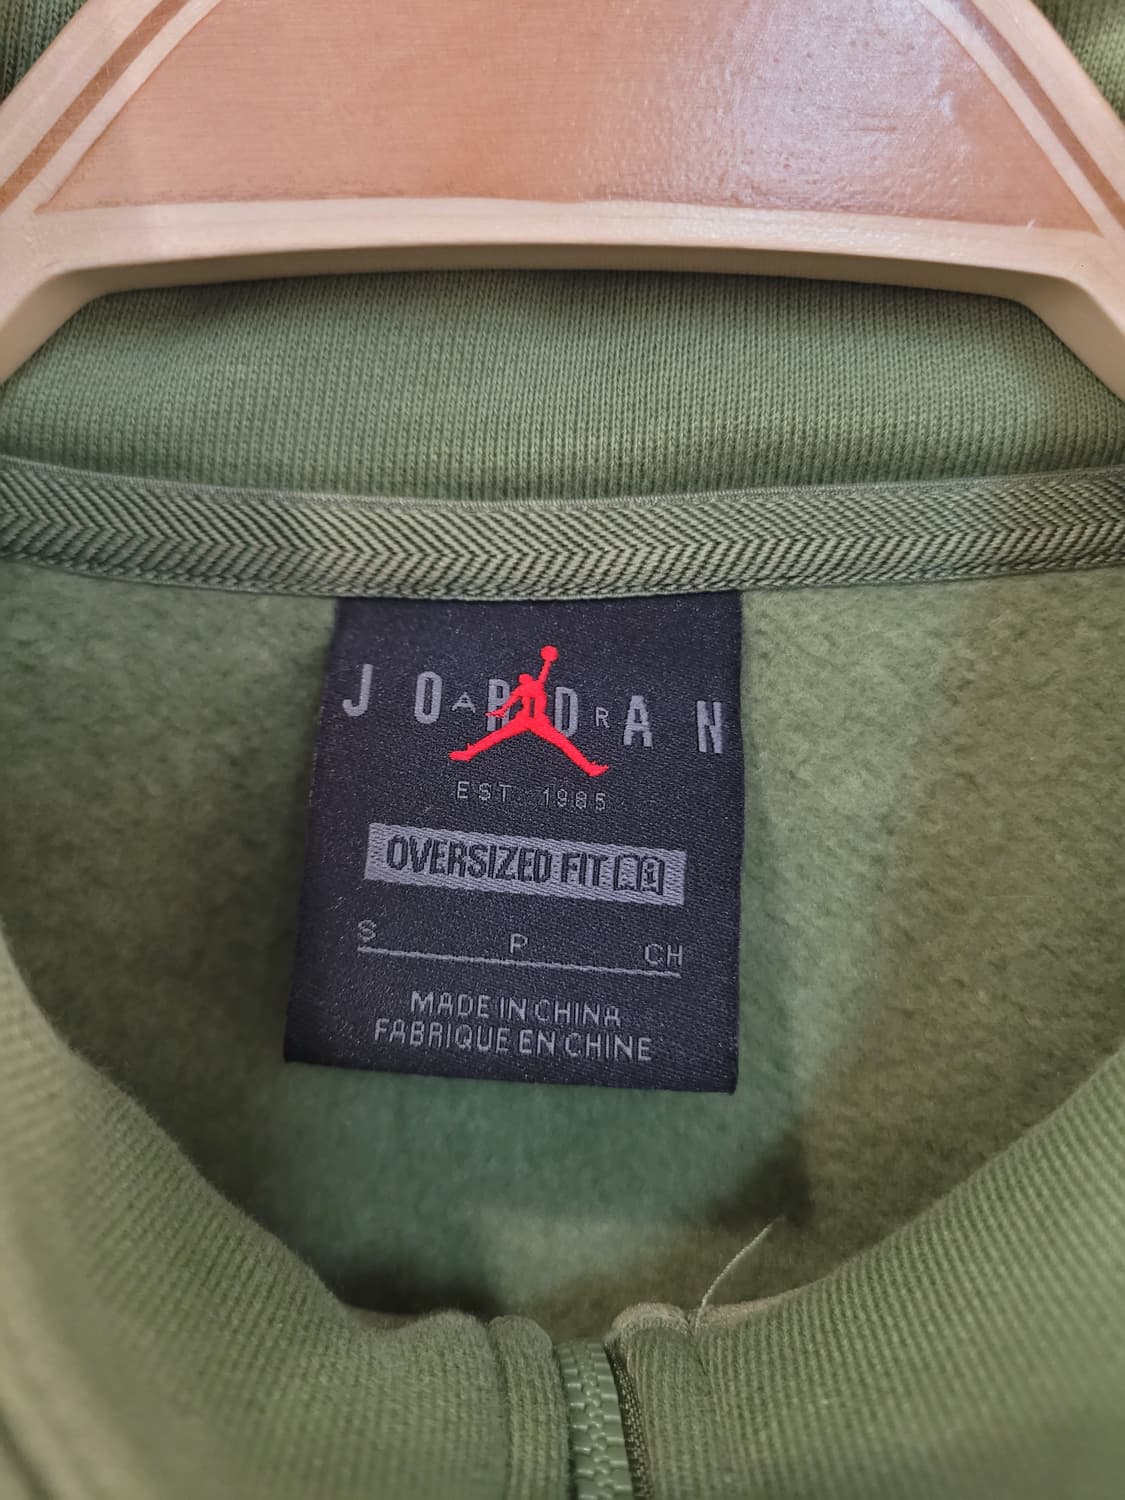 JORDAN
AIR
EST. 1985
OVERSIZED FIT
S P CH
MADE IN CHINA
FABRIQUE EN CHINE